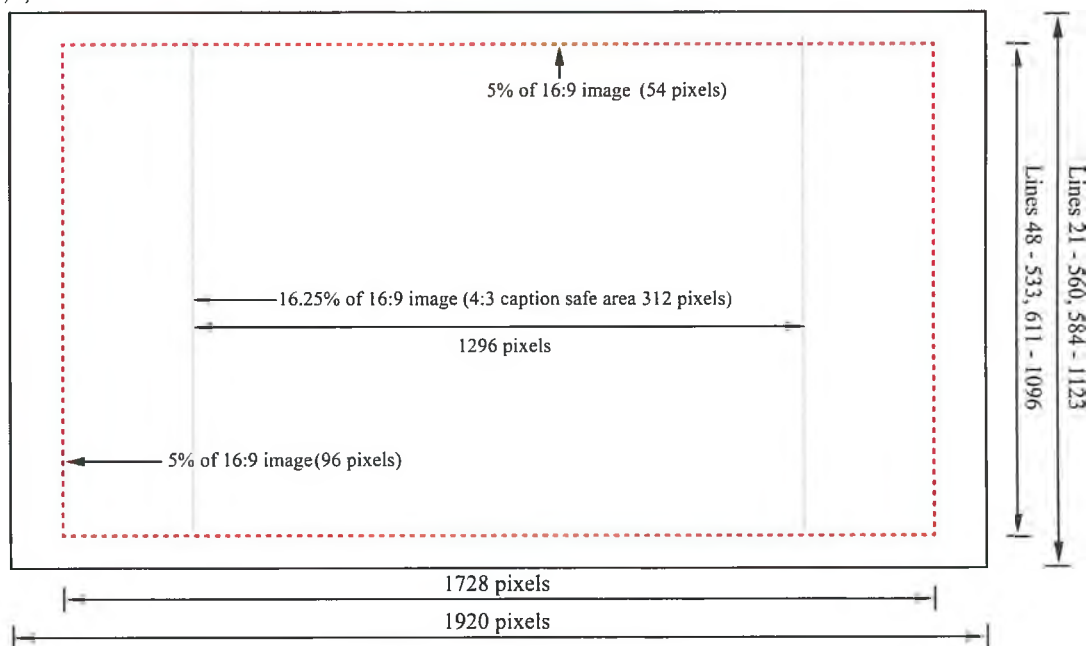 5% of 16:9 image (54 pixels)
16.25% of 16:9 image (4:3 caption safe area 312 pixels)
1296 pixels
5% of 16:9 image (96 pixels)
1728 pixels
1920 pixels
Lines 48 - 533, 611 - 1096
Lines 21 - 560, 584 - 1123